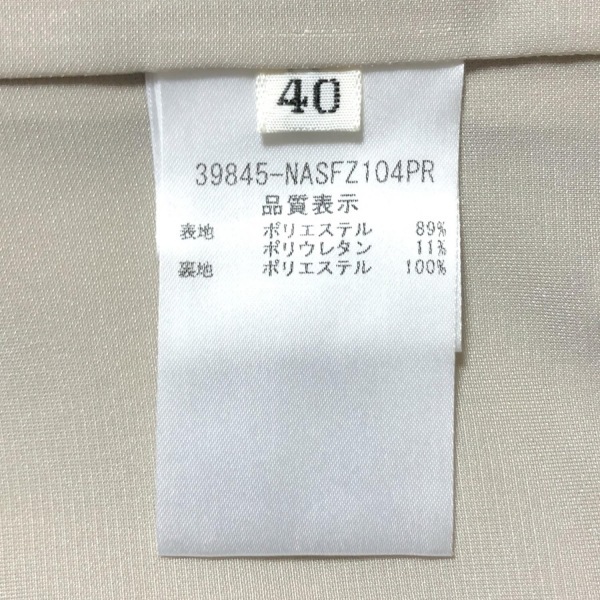 40
39845-NASFZ104PR
品質表示
表地 ポリエステル 89%
ポリウレタン 11%
裏地 ポリエステル 100%